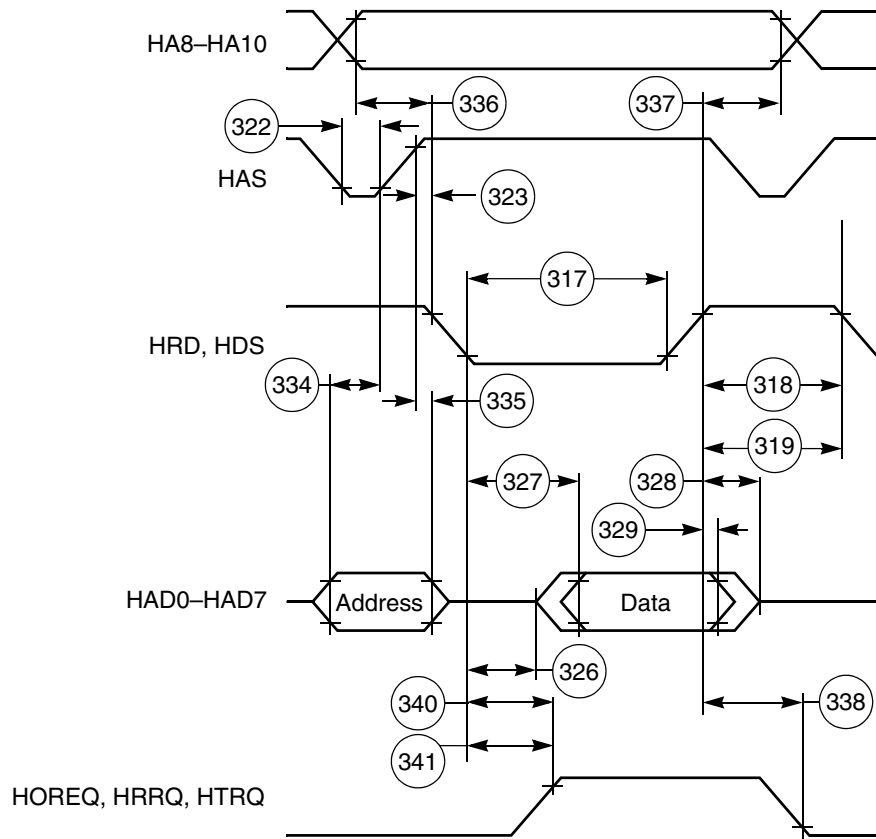 HA8–HA10
336
337
322
HAS
323
317
HRD, HDS
334
335
318
319
327
328
329
HAD0–HAD7
Address
Data
326
340
338
341
HOREQ, HRRQ, HTRQ